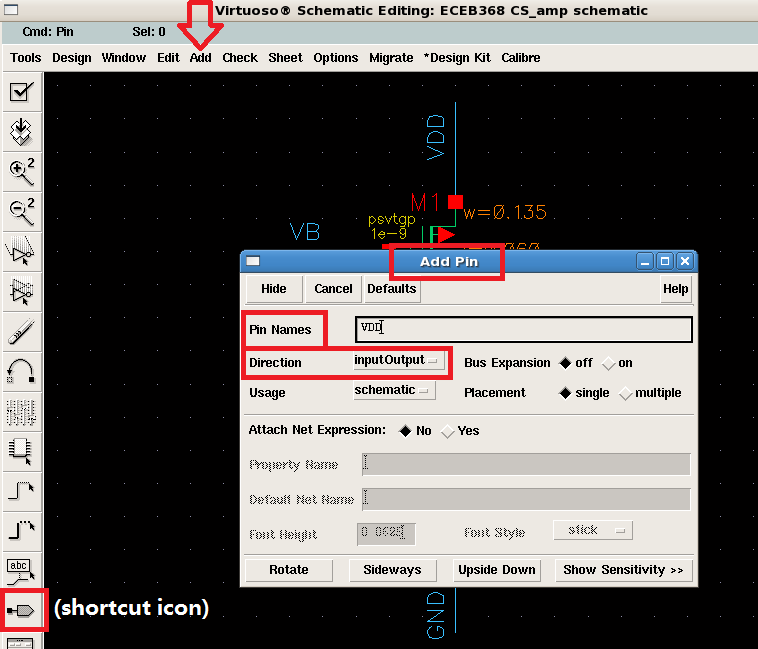 Virtuoso® Schematic Editing: ECEB368 CS_amp schematic
Cmd: Pin Sel: 0
Tools Design Window Edit Add Check Sheet Options Migrate *Design Kit Calibre
VDD
M1
w=0.135
psvtgp
1e-9
VB
Add Pin
Hide Cancel Defaults Help
Pin Names VDD
Direction inputOutput Bus Expansion off on
Usage schematic Placement single multiple
Attach Net Expression: No Yes
Property Name
Default Net Name
Font Height 0.0625 Font Style stick
Rotate Sideways Upside Down Show Sensitivity >>
2
2
abc
(shortcut icon)
GND